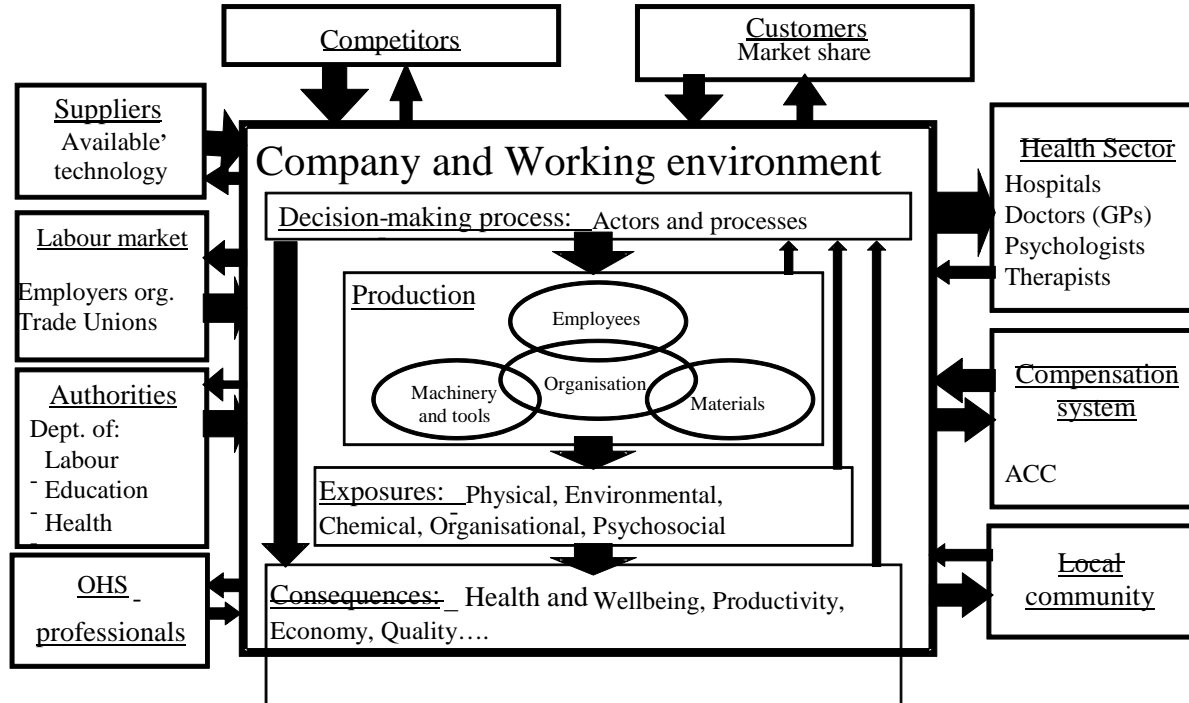 Competitors
Customers
Market share
Suppliers
Available’
technology
Labour market
Employers org.
Trade Unions
Authorities
Dept. of:
Labour
- Education
- Health
-
OHS _
professionals
Company and Working environment
Decision-making process: _ Actors and processes
Production
Employees
Organisation
Machinery
and tools
Materials
Exposures: _ Physical, Environmental,
Chemical, Organisational, Psychosocial
Consequences: _ Health and Wellbeing, Productivity,
Economy, Quality….
Health Sector
Hospitals
Doctors (GPs)
Psychologists
Therapists
Compensation
system
ACC
Local
community